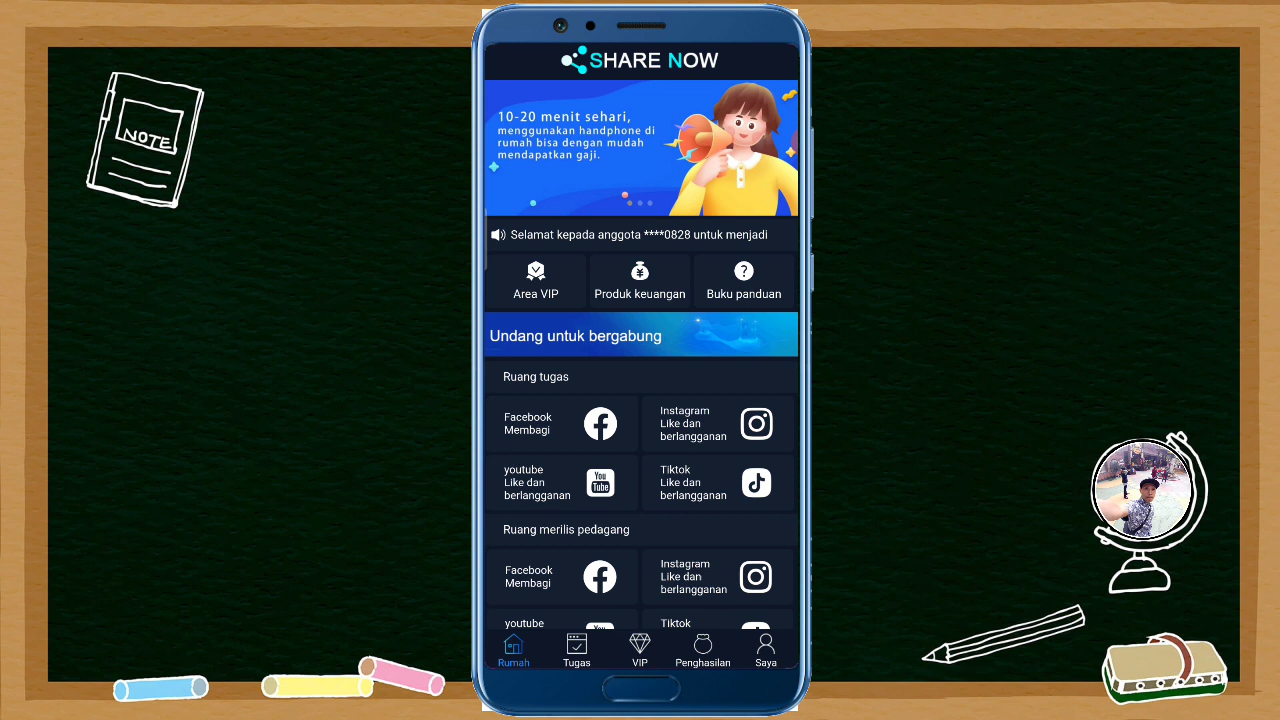 NOTE
SHARE NOW
10-20 menit sehari,
menggunakan handphone di
rumah bisa dengan mudah
mendapatkan gaji.
Selamat kepada anggota ****0828 untuk menjadi
Area VIP
Produk keuangan
Buku panduan
Undang untuk bergabung
Ruang tugas
Facebook
Membagi
Instagram
Like dan
berlangganan
youtube
Like dan
berlangganan
You
Tube
Tiktok
Like dan
berlangganan
Ruang merilis pedagang
Facebook
Membagi
Instagram
Like dan
berlangganan
youtube
Tiktok
Rumah
Tugas
VIP
Penghasilan
Saya